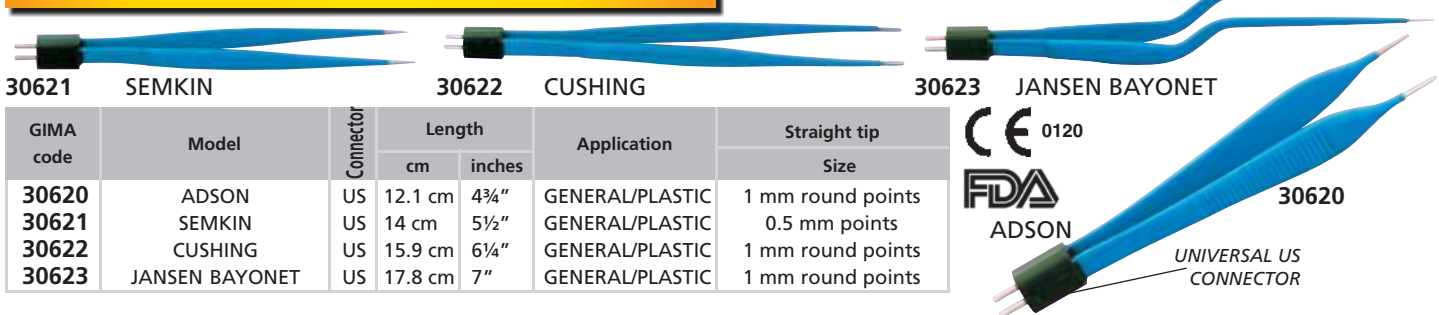 30621 SEMKIN
30622 CUSHING
30623 JANSEN BAYONET
GIMA code Model Connector Length Application Straight tip
cm inches Size
30620 ADSON US 12.1 cm 4¾” GENERAL/PLASTIC 1 mm round points
30621 SEMKIN US 14 cm 5½” GENERAL/PLASTIC 0.5 mm points
30622 CUSHING US 15.9 cm 6¼” GENERAL/PLASTIC 1 mm round points
30623 JANSEN BAYONET US 17.8 cm 7” GENERAL/PLASTIC 1 mm round points
CE 0120
FDA
30620
ADSON
UNIVERSAL US
CONNECTOR